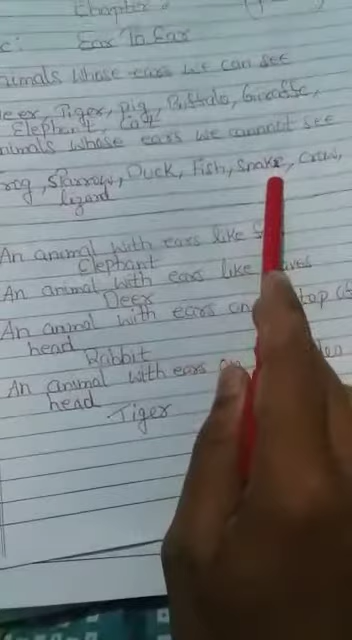 Chapter
Ear To Ear
animals whose ears we can see
Deer, Tiger, pig, Buffalo, Giraffe,
Elephant, Cow
animals whose ears we cannot see
Frog, Sparrow, Duck, Fish, Snake, Crow,
lizard
An animal with ears like
Elephant
An animal with ears like
Deer
An animal with ears on top
head
Rabbit
An animal with ears on
head
Tiger